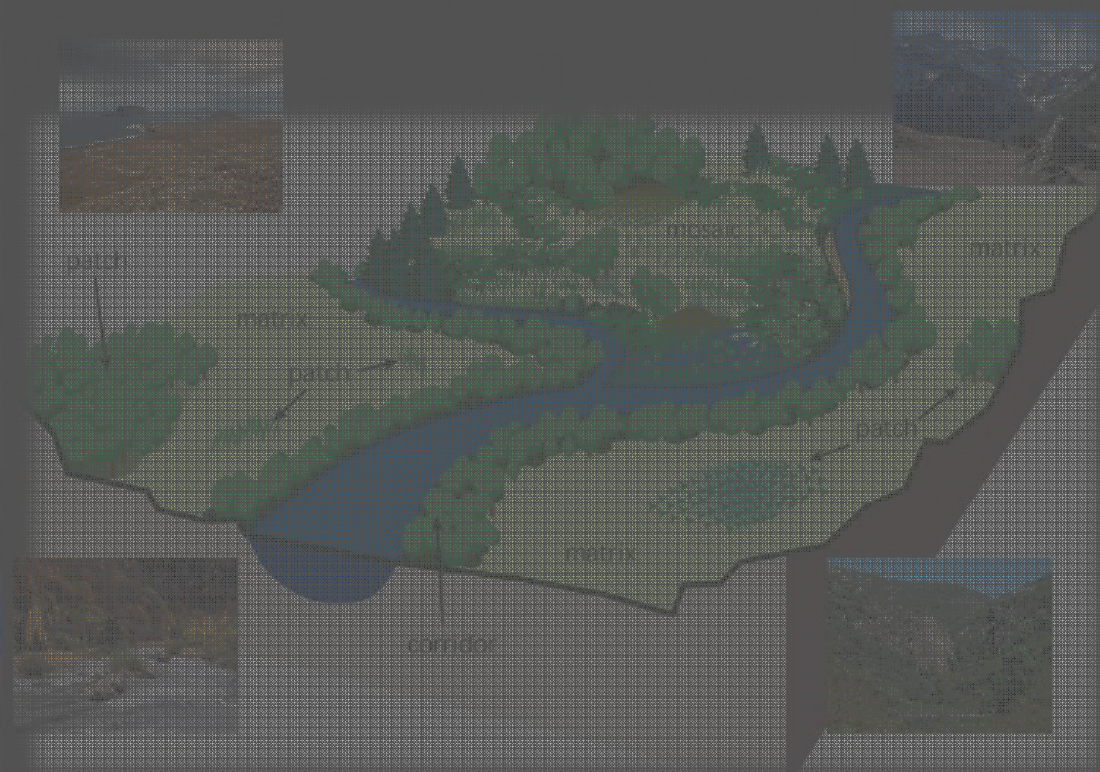 mosaic
matrix
patch
matrix
patch
patch
matrix
corridor